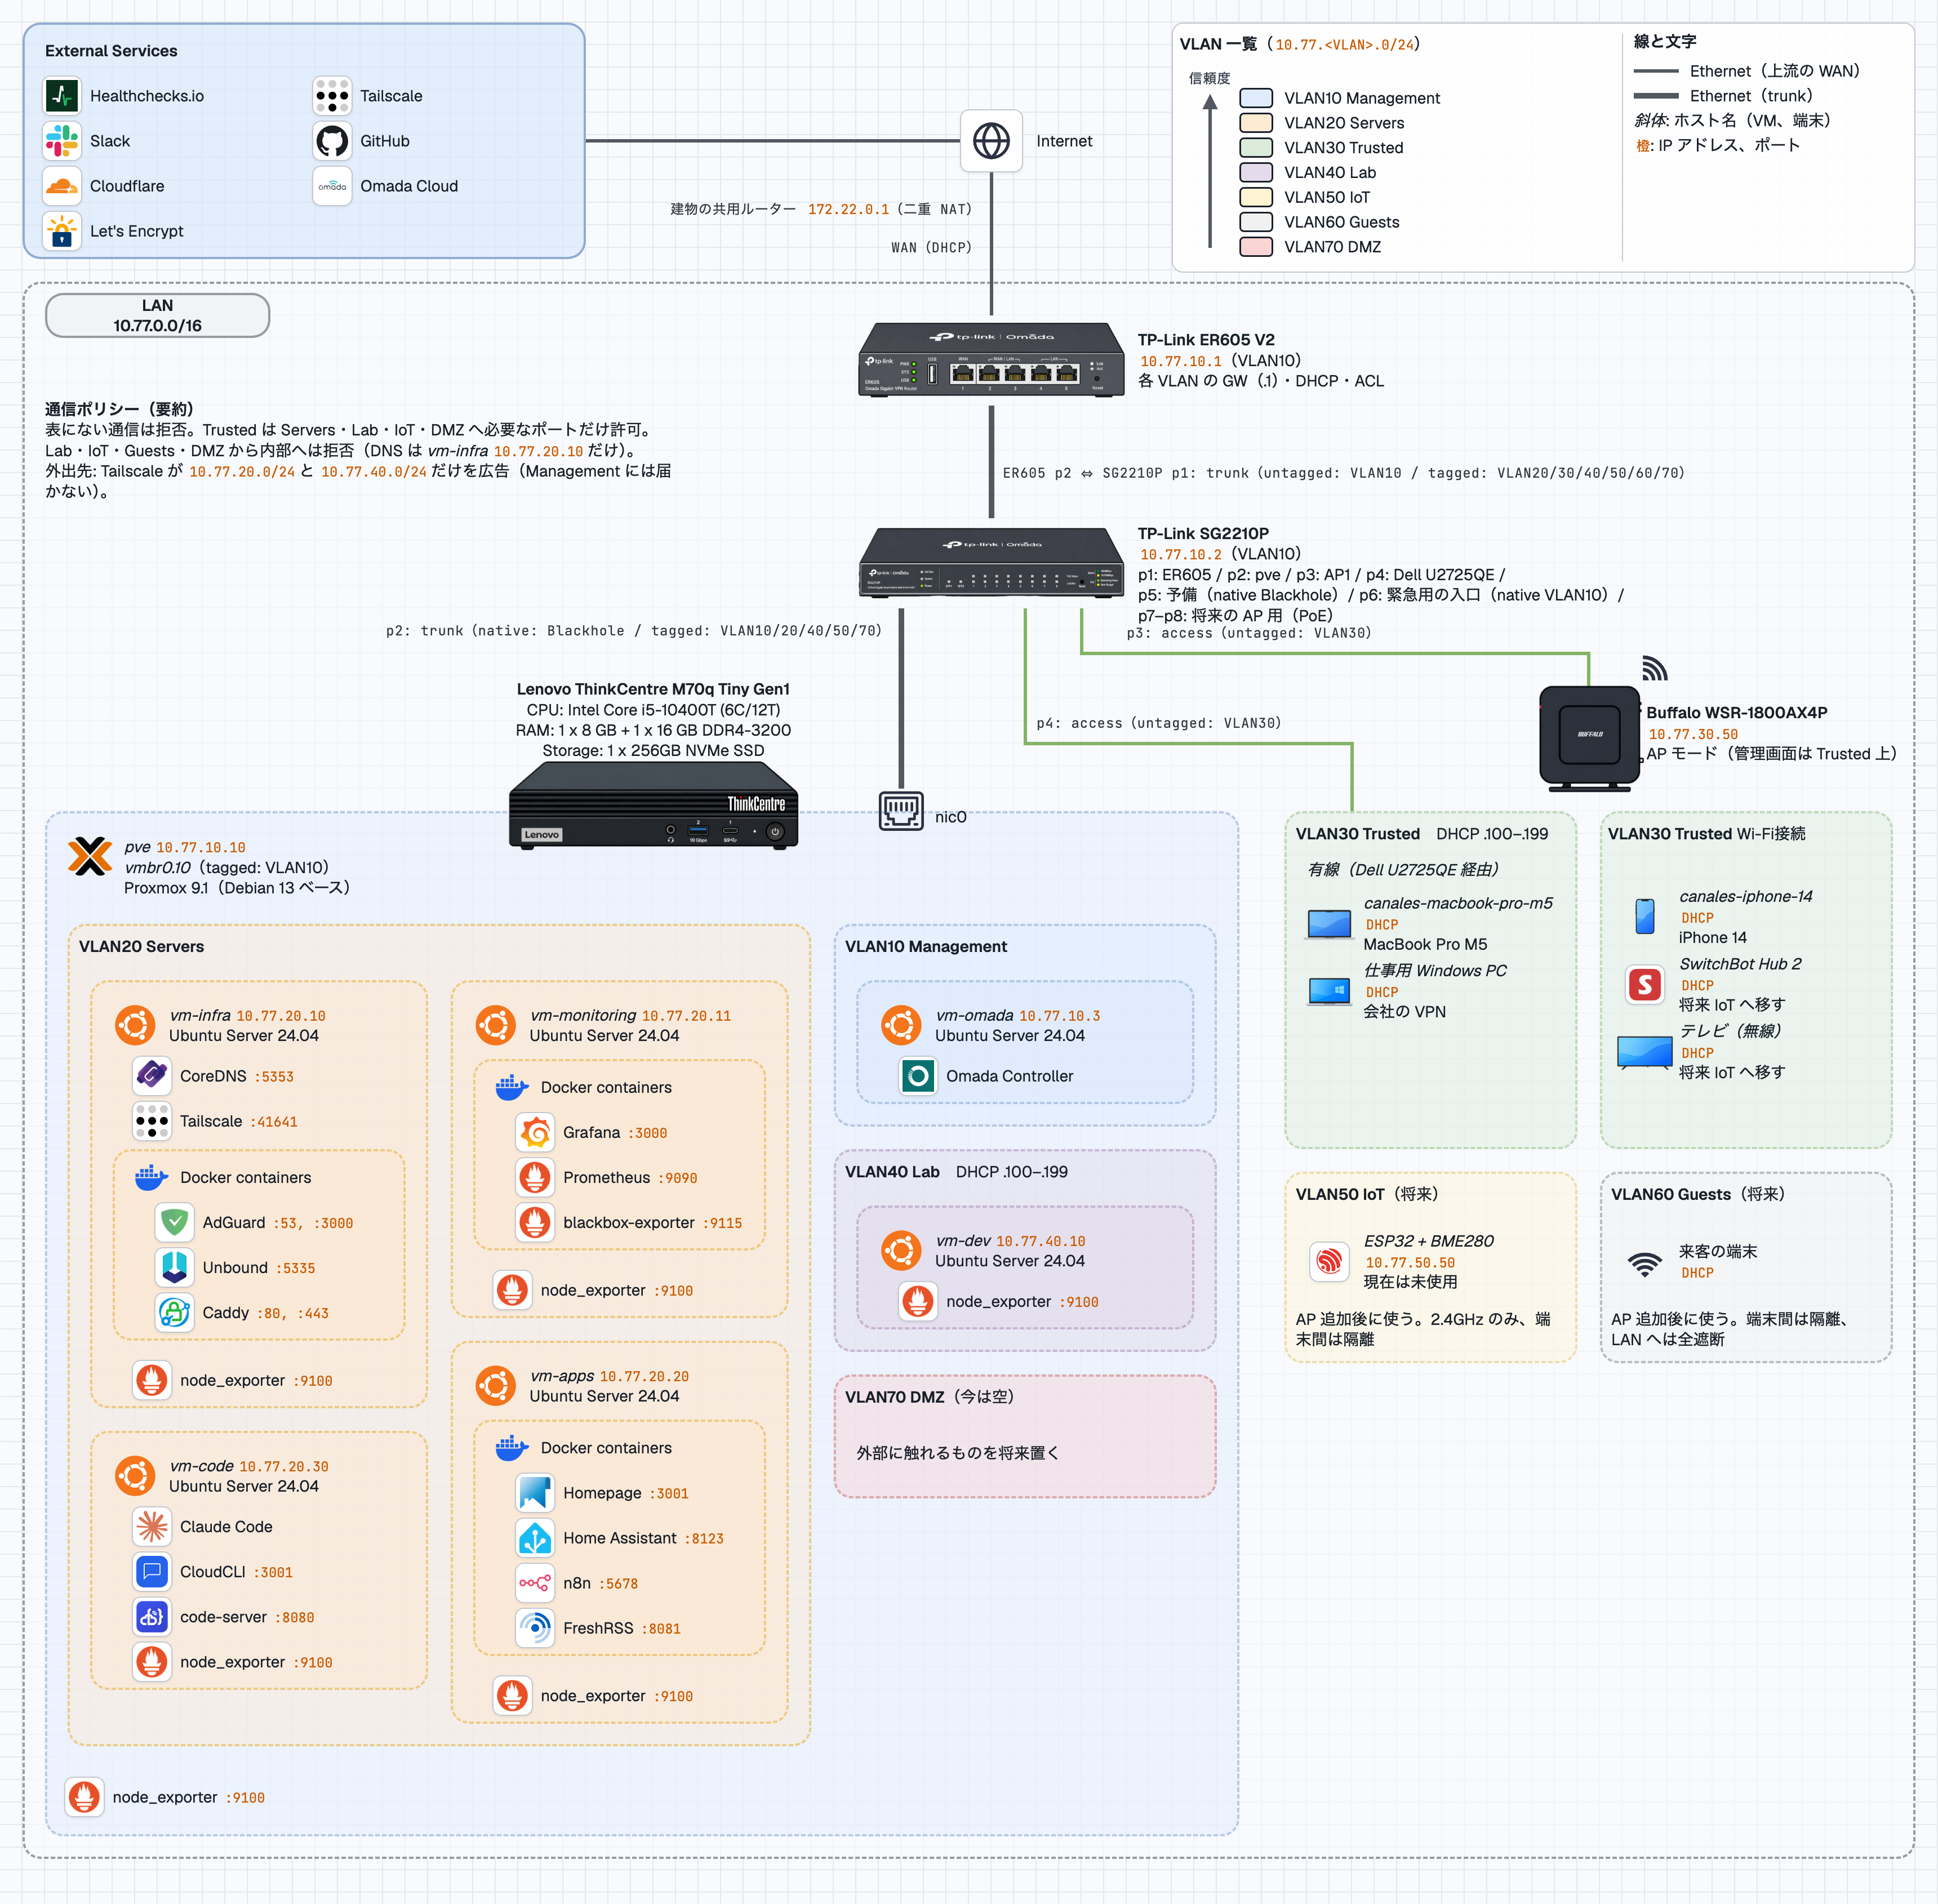 External Services
Healthchecks.io
Tailscale
Slack
GitHub
Cloudflare
omada
Omada Cloud
Let's Encrypt
Internet
建物の共用ルーター 172.22.0.1（二重 NAT）
WAN（DHCP）
VLAN 一覧（10.77.<VLAN>.0/24）
信頼度
VLAN10 Management
VLAN20 Servers
VLAN30 Trusted
VLAN40 Lab
VLAN50 IoT
VLAN60 Guests
VLAN70 DMZ
線と文字
Ethernet（上流の WAN）
Ethernet（trunk）
斜体: ホスト名（VM、端末）
橙: IP アドレス、ポート
LAN
10.77.0.0/16
tp-link | Omada
TP-Link ER605 V2
10.77.10.1（VLAN10）
各 VLAN の GW（.1）・DHCP・ACL
通信ポリシー（要約）
表にない通信は拒否。Trusted は Servers・Lab・IoT・DMZ へ必要なポートだけ許可。
Lab・IoT・Guests・DMZ から内部へは拒否（DNS は vm-infra 10.77.20.10 だけ）。
外出先: Tailscale が 10.77.20.0/24 と 10.77.40.0/24 だけを広告（Management には届
かない）。
ER605 p2 ⇔ SG2210P p1: trunk（untagged: VLAN10 / tagged: VLAN20/30/40/50/60/70）
tp-link | Omada
TP-Link SG2210P
10.77.10.2（VLAN10）
p1: ER605 / p2: pve / p3: AP1 / p4: Dell U2725QE /
p5: 予備（native Blackhole）/ p6: 緊急用の入口（native VLAN10）/
p7–p8: 将来の AP 用（PoE）
p2: trunk（native: Blackhole / tagged: VLAN10/20/40/50/70）
p3: access（untagged: VLAN30）
p4: access（untagged: VLAN30）
Lenovo ThinkCentre M70q Tiny Gen1
CPU: Intel Core i5-10400T (6C/12T)
RAM: 1 x 8 GB + 1 x 16 GB DDR4-3200
Storage: 1 x 256GB NVMe SSD
ThinkCentre
Lenovo
nic0
BUFFALO
Buffalo WSR-1800AX4P
10.77.30.50
AP モード（管理画面は Trusted 上）
pve 10.77.10.10
vmbr0.10（tagged: VLAN10）
Proxmox 9.1（Debian 13 ベース）
VLAN20 Servers
vm-infra 10.77.20.10
Ubuntu Server 24.04
CoreDNS :5353
Tailscale :41641
Docker containers
AdGuard :53, :3000
Unbound :5335
Caddy :80, :443
node_exporter :9100
vm-code 10.77.20.30
Ubuntu Server 24.04
Claude Code
CloudCLI :3001
code-server :8080
node_exporter :9100
vm-monitoring 10.77.20.11
Ubuntu Server 24.04
Docker containers
Grafana :3000
Prometheus :9090
blackbox-exporter :9115
node_exporter :9100
vm-apps 10.77.20.20
Ubuntu Server 24.04
Docker containers
Homepage :3001
Home Assistant :8123
n8n :5678
FreshRSS :8081
node_exporter :9100
node_exporter :9100
VLAN10 Management
vm-omada 10.77.10.3
Ubuntu Server 24.04
Omada Controller
VLAN40 Lab DHCP .100–.199
vm-dev 10.77.40.10
Ubuntu Server 24.04
node_exporter :9100
VLAN70 DMZ（今は空）
外部に触れるものを将来置く
VLAN30 Trusted DHCP .100–.199
有線（Dell U2725QE 経由）
canales-macbook-pro-m5
DHCP
MacBook Pro M5
仕事用 Windows PC
DHCP
会社の VPN
VLAN30 Trusted Wi-Fi接続
canales-iphone-14
DHCP
iPhone 14
SwitchBot Hub 2
DHCP
将来 IoT へ移す
テレビ（無線）
DHCP
将来 IoT へ移す
VLAN50 IoT（将来）
ESP32 + BME280
10.77.50.50
現在は未使用
AP 追加後に使う。2.4GHz のみ、端
末間は隔離
VLAN60 Guests（将来）
来客の端末
DHCP
AP 追加後に使う。端末間は隔離、
LAN へは全遮断